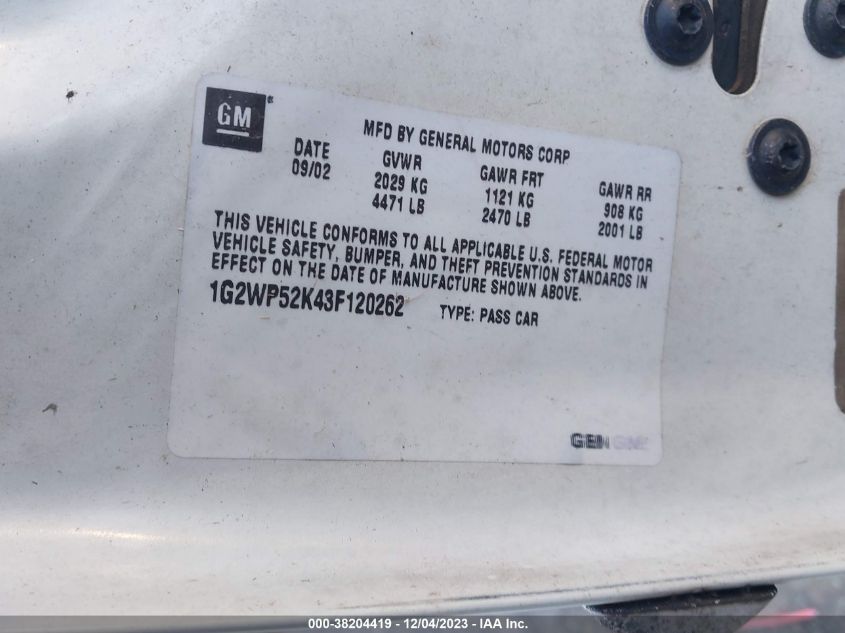 GM®
MFD BY GENERAL MOTORS CORP
DATE GVWR GAWR FRT GAWR RR
09/02 2029 KG 1121 KG 908 KG
4471 LB 2470 LB 2001 LB
THIS VEHICLE CONFORMS TO ALL APPLICABLE U.S. FEDERAL MOTOR
VEHICLE SAFETY, BUMPER, AND THEFT PREVENTION STANDARDS IN
EFFECT ON THE DATE OF MANUFACTURE SHOWN ABOVE.
1G2WP52K43F120262 TYPE: PASS CAR
GENUINE
000-38204419 - 12/04/2023 - IAA Inc.